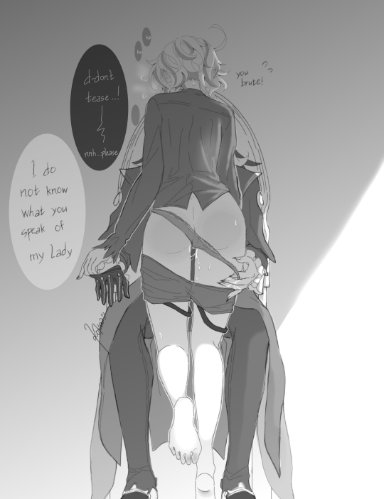 d-don't
tease...!
nnh..please
you
brute!
I do
not know
what you
speak of
my Lady